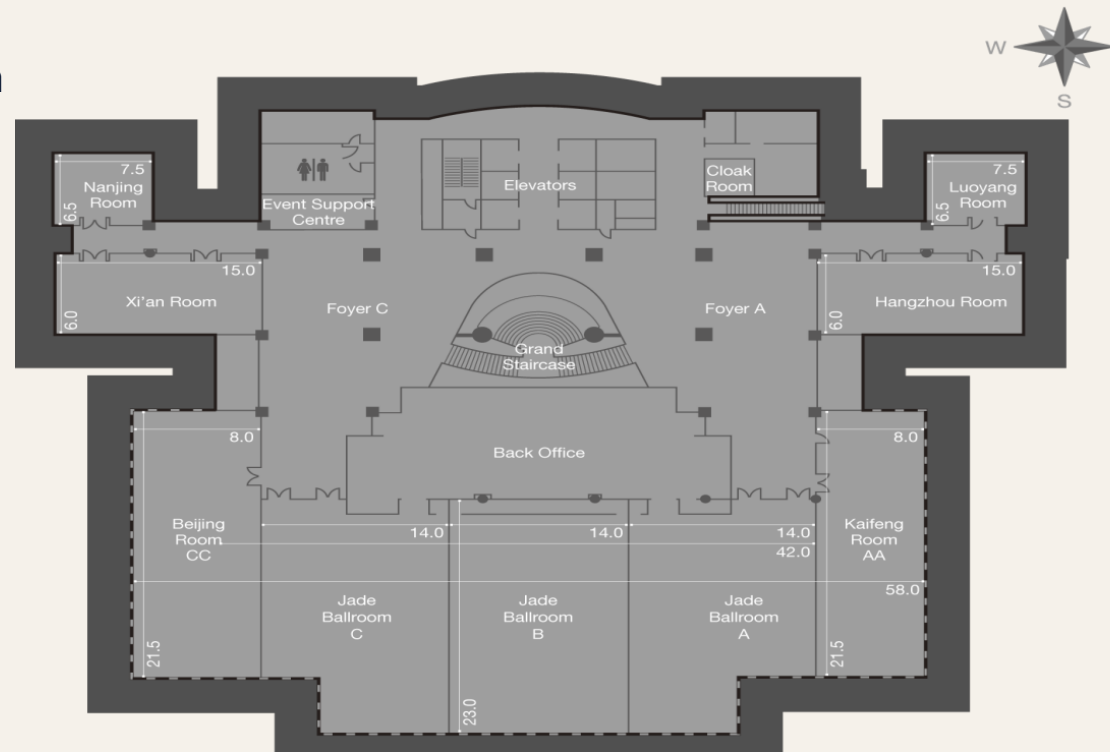 W
S
7.5
Nanjing
Room
6.5
Event Support
Centre
Elevators
Cloak
Room
7.5
Luoyang
Room
6.5
15.0
Xi'an Room
6.0
Foyer C
Grand
Staircase
Foyer A
15.0
Hangzhou Room
6.0
8.0
Back Office
8.0
Beijing
Room
CC
14.0
14.0
14.0
42.0
Kaifeng
Room
AA
58.0
Jade
Ballroom
C
Jade
Ballroom
B
Jade
Ballroom
A
21.5
23.0
21.5